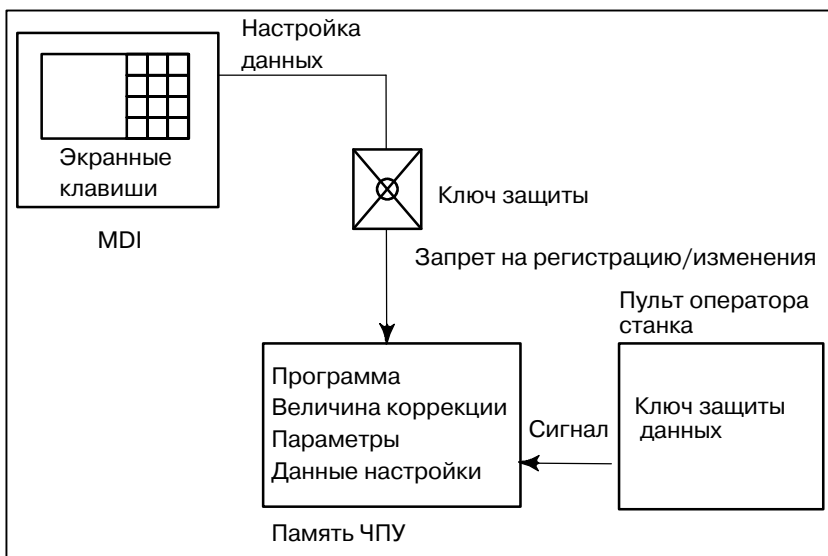 Настройка
данных
Экранные
клавиши
MDI
Ключ защиты
Запрет на регистрацию/изменения
Пульт оператора
станка
Программа
Величина коррекции
Параметры
Данные настройки
Сигнал
Ключ защиты
данных
Память ЧПУ